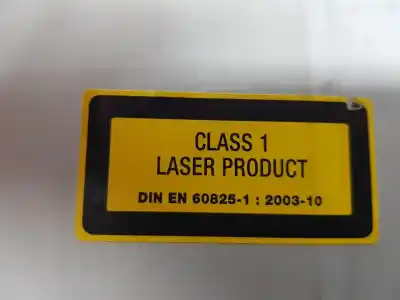 CLASS 1
LASER PRODUCT
DIN EN 60825-1 : 2003-10